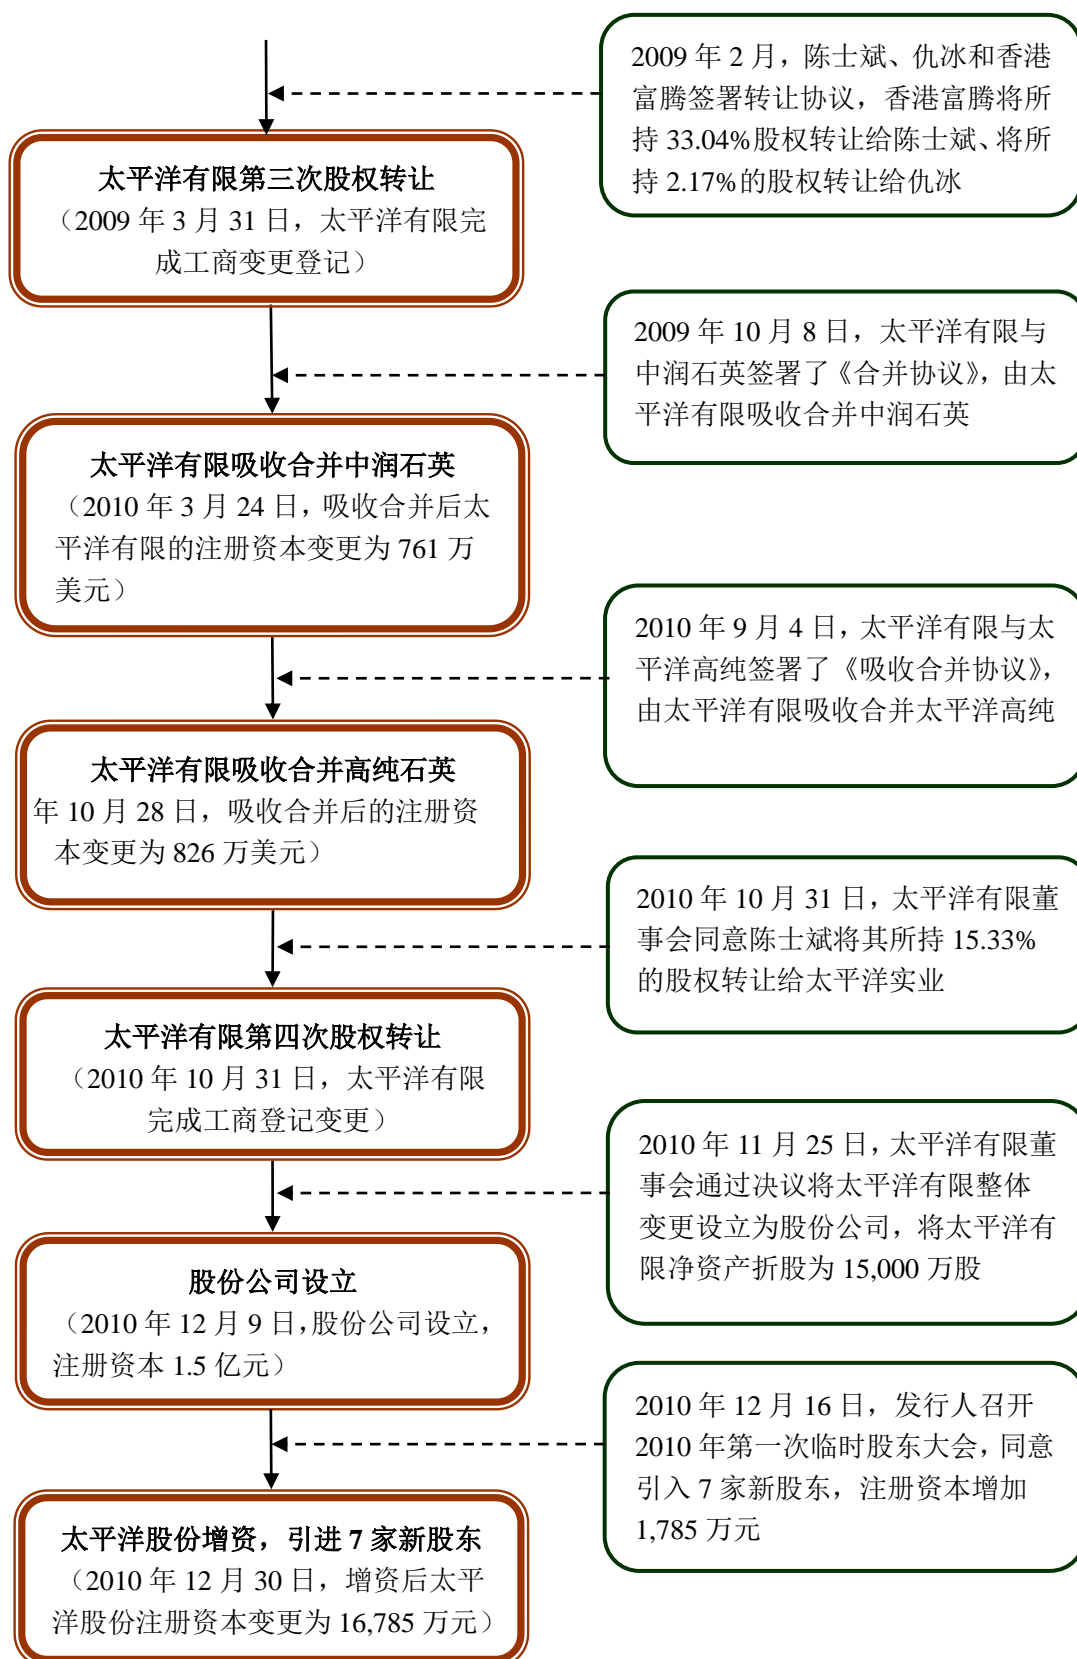 2009 年 2 月，陈士斌、仇冰和香港
富腾签署转让协议，香港富腾将所
持 33.04%股权转让给陈士斌、将所
持 2.17%的股权转让给仇冰
太平洋有限第三次股权转让
（2009 年 3 月 31 日，太平洋有限完
成工商变更登记）
2009 年 10 月 8 日，太平洋有限与
中润石英签署了《合并协议》，由太
平洋有限吸收合并中润石英
太平洋有限吸收合并中润石英
（2010 年 3 月 24 日，吸收合并后太
平洋有限的注册资本变更为 761 万
美元）
2010 年 9 月 4 日，太平洋有限与太
平洋高纯签署了《吸收合并协议》，
由太平洋有限吸收合并太平洋高纯
太平洋有限吸收合并高纯石英
年 10 月 28 日，吸收合并后的注册资
本变更为 826 万美元）
2010 年 10 月 31 日，太平洋有限董
事会同意陈士斌将其所持 15.33%
的股权转让给太平洋实业
太平洋有限第四次股权转让
（2010 年 10 月 31 日，太平洋有限
完成工商登记变更）
2010 年 11 月 25 日，太平洋有限董
事会通过决议将太平洋有限整体
变更设立为股份公司，将太平洋有
限净资产折股为 15,000 万股
股份公司设立
（2010 年 12 月 9 日，股份公司设立，
注册资本 1.5 亿元）
2010 年 12 月 16 日，发行人召开
2010 年第一次临时股东大会，同意
引入 7 家新股东，注册资本增加
1,785 万元
太平洋股份增资，引进 7 家新股东
（2010 年 12 月 30 日，增资后太平
洋股份注册资本变更为 16,785 万元）